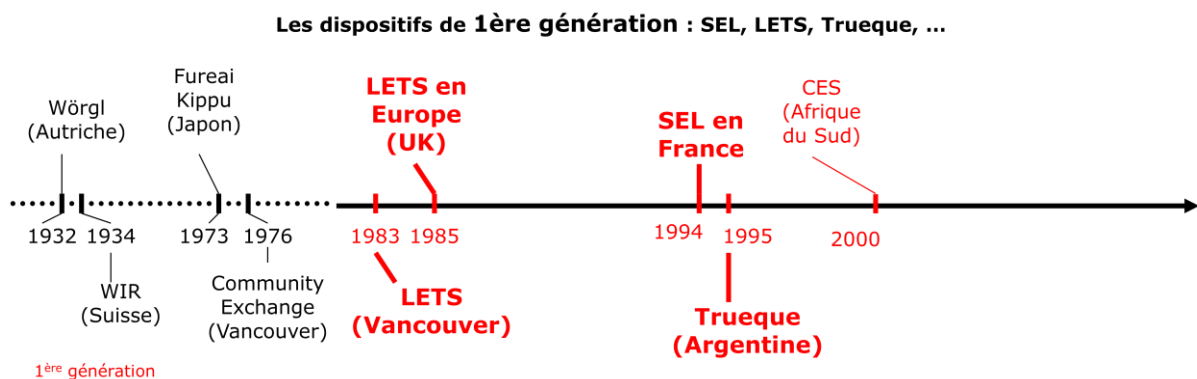 Les dispositifs de 1ère génération : SEL, LETS, Trueque, ...
Wörgl
(Autriche)
Fureai
Kippu
(Japon)
LETS en
Europe
(UK)
SEL en
France
CES
(Afrique
du Sud)
1932
1934
1973
1976
1983
1985
1994
1995
2000
WIR
(Suisse)
Community
Exchange
(Vancouver)
LETS
(Vancouver)
Trueque
(Argentine)
1ère génération